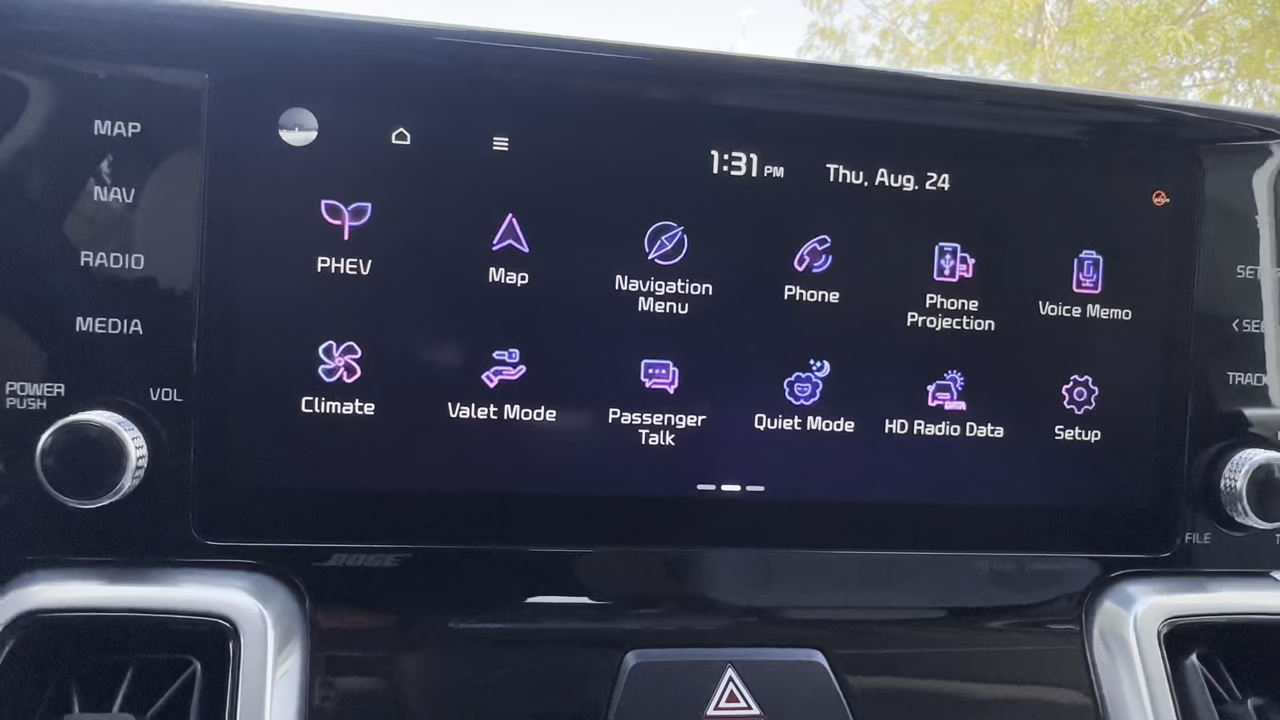 MAP
NAV
RADIO
MEDIA
POWER
PUSH
VOL
1:31 PM
Thu, Aug. 24
PHEV
Map
Navigation
Menu
Phone
Phone
Projection
Voice Memo
Climate
Valet Mode
Passenger
Talk
Quiet Mode
HD Radio Data
Setup
TRACK
FILE
BOSE